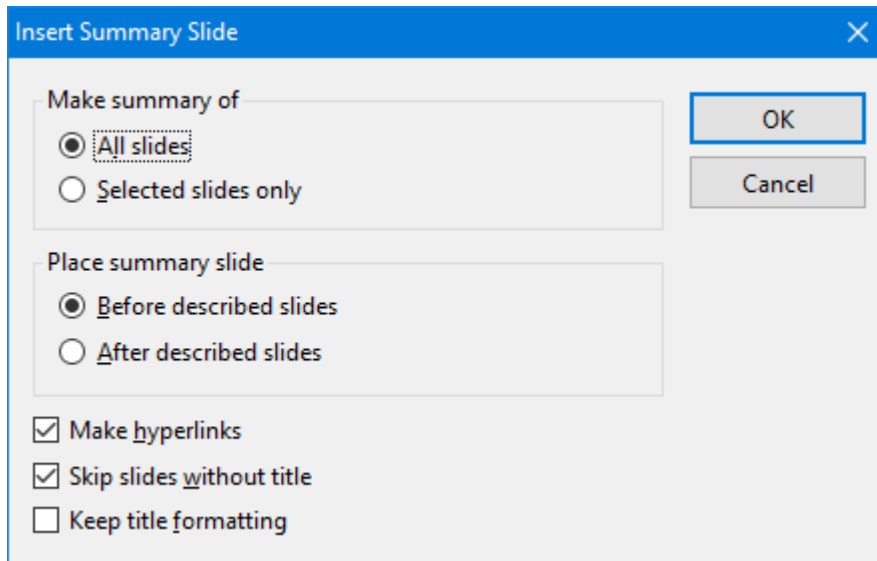 Insert Summary Slide
Make summary of
All slides
Selected slides only
OK
Cancel
Place summary slide
Before described slides
After described slides
Make hyperlinks
Skip slides without title
Keep title formatting